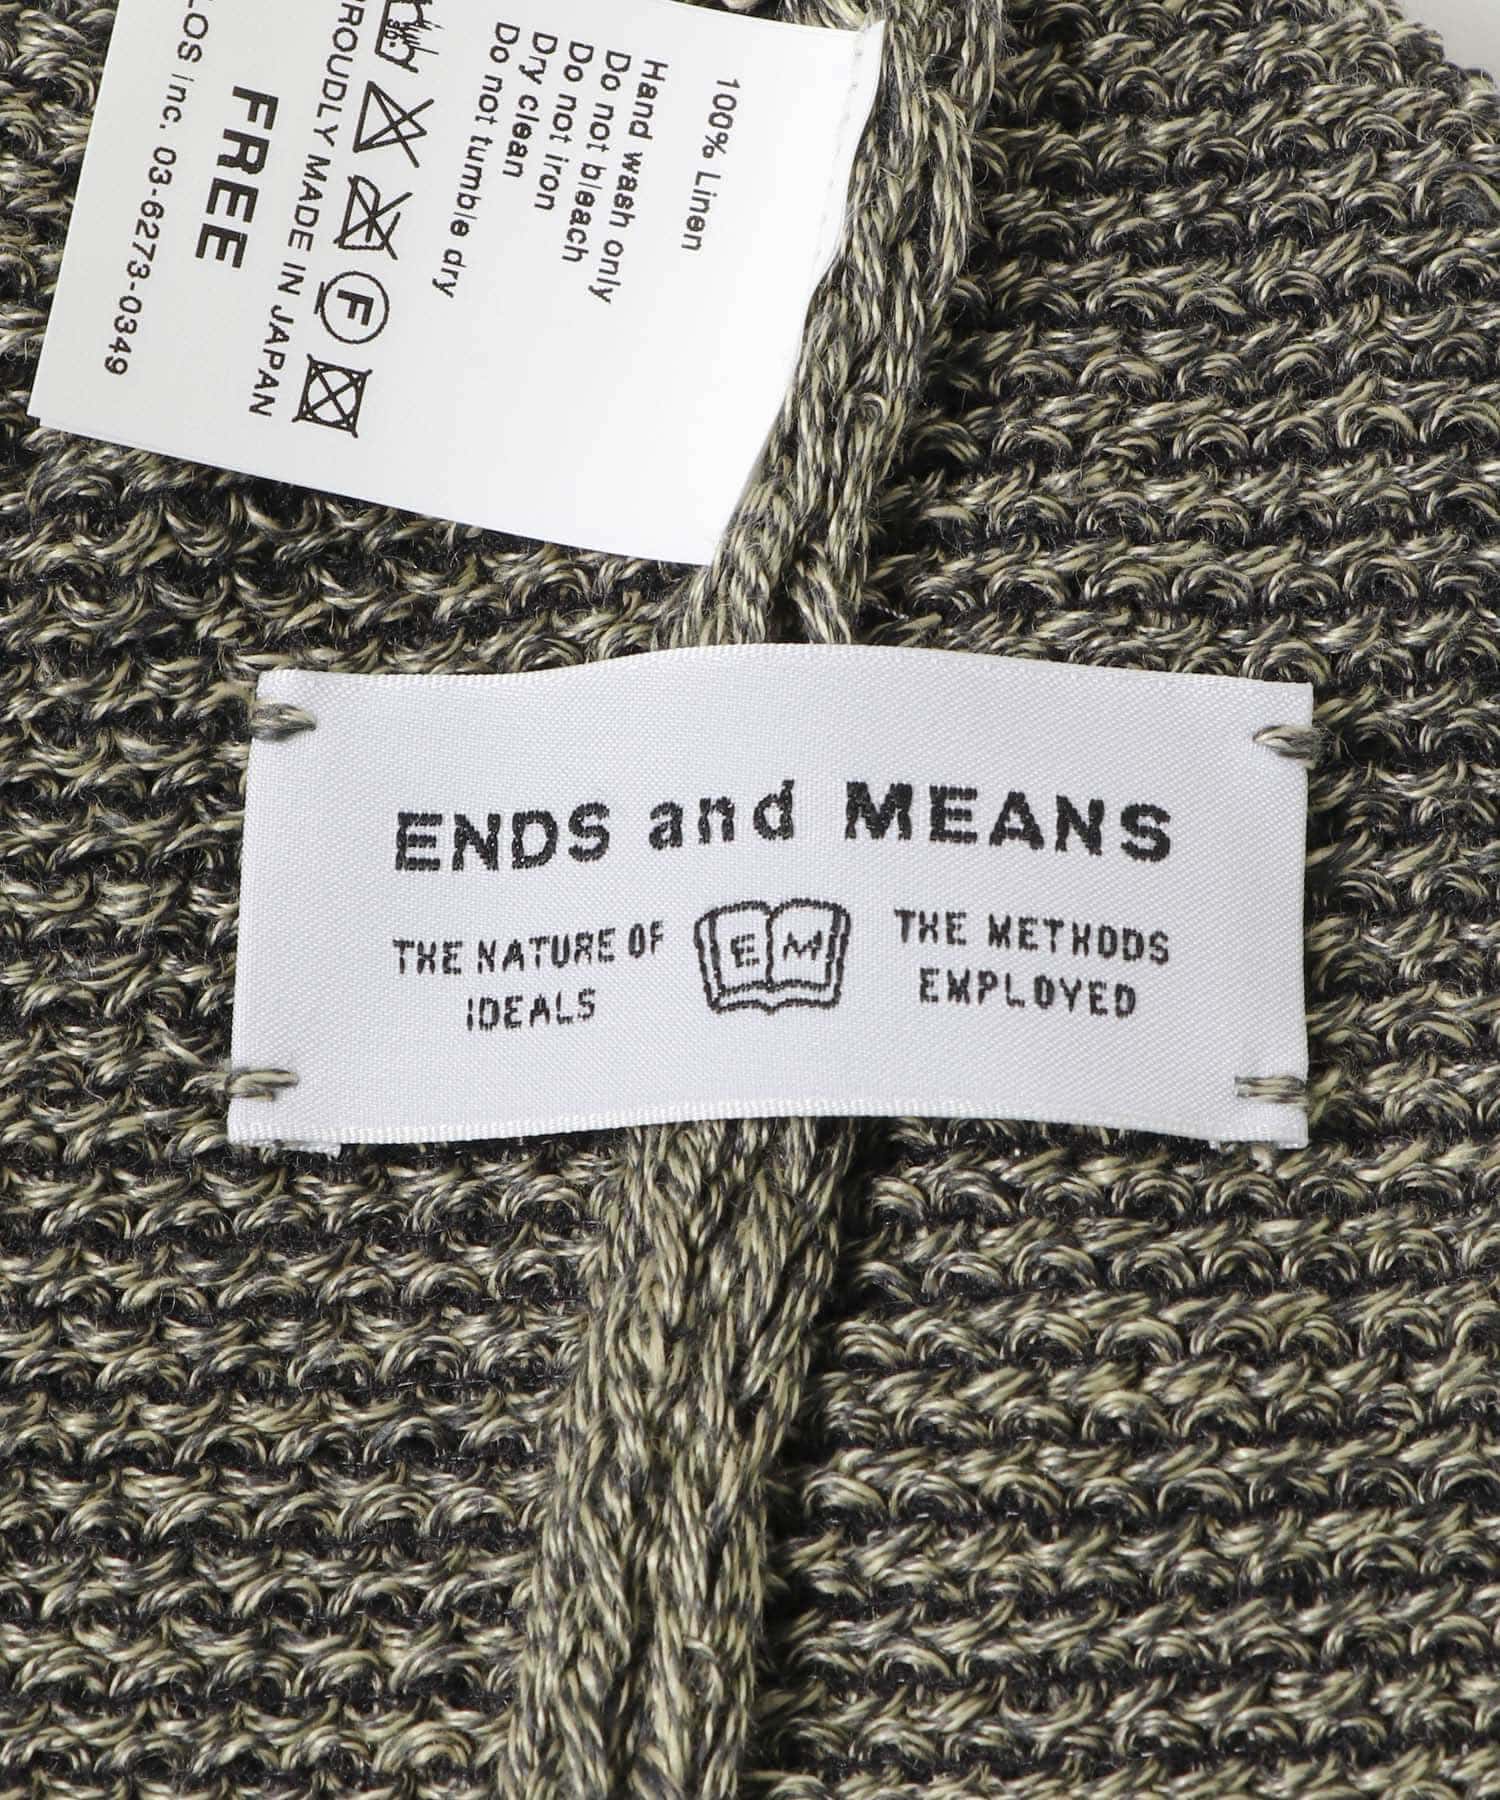 100% Linen
Hand wash only
Do not bleach
Do not iron
Dry clean
Do not tumble dry
F
PROUDLY MADE IN JAPAN
FREE
LOS inc. 03-6273-0349
ENDS and MEANS
THE NATURE OF
IDEALS
E M
THE METHODS
EMPLOYED